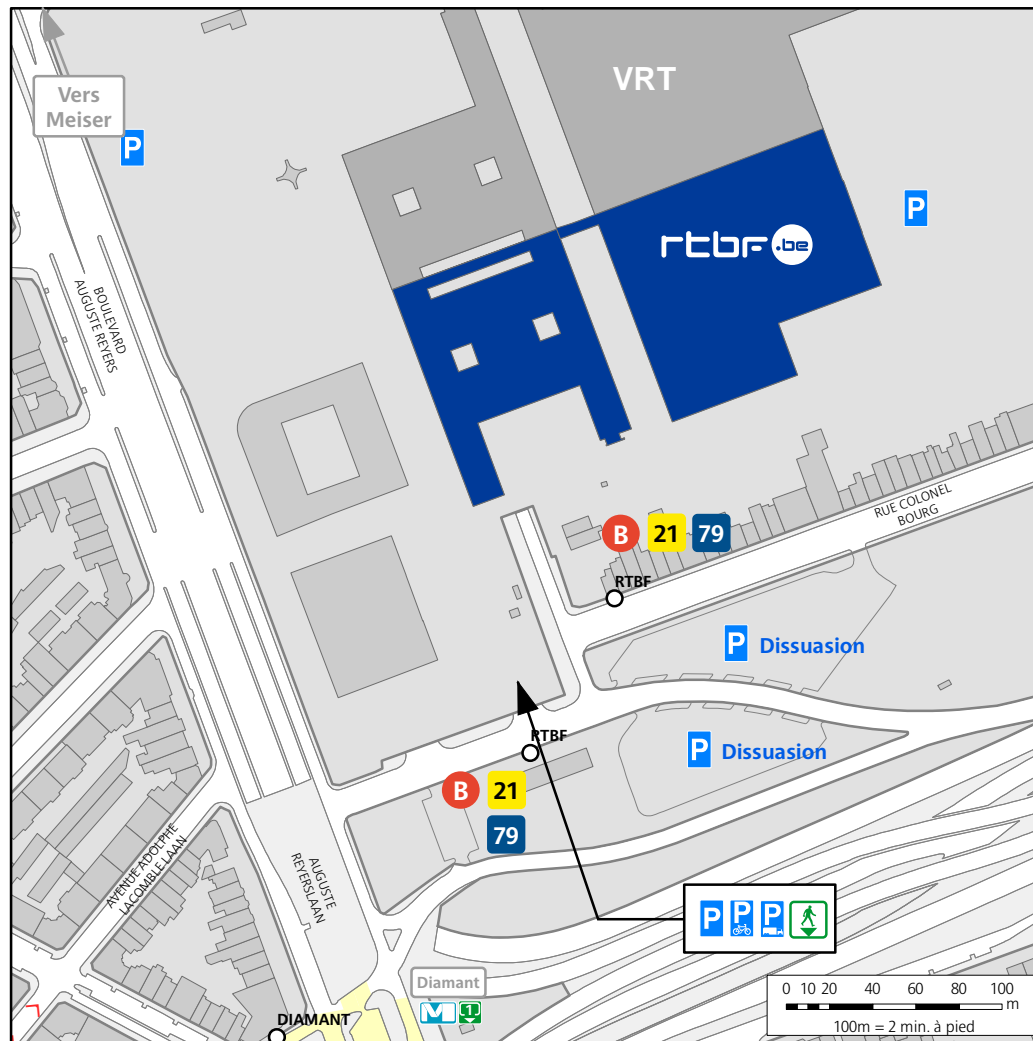 Vers
Meiser
P
VRT
P
rtbf.be
BOULEVARD
AUGUSTE REYERS
RUE COLONEL
BOURG
B 21 79
RTBF
P Dissuasion
RTBF
P Dissuasion
B 21
79
AVENUE ADOLPHE
LACOMBLE LAAN
AUGUSTE
REYERSLAAN
P P P
Diamant
M 1
DIAMANT
0 10 20 40 60 80 100
m
100m = 2 min. à pied